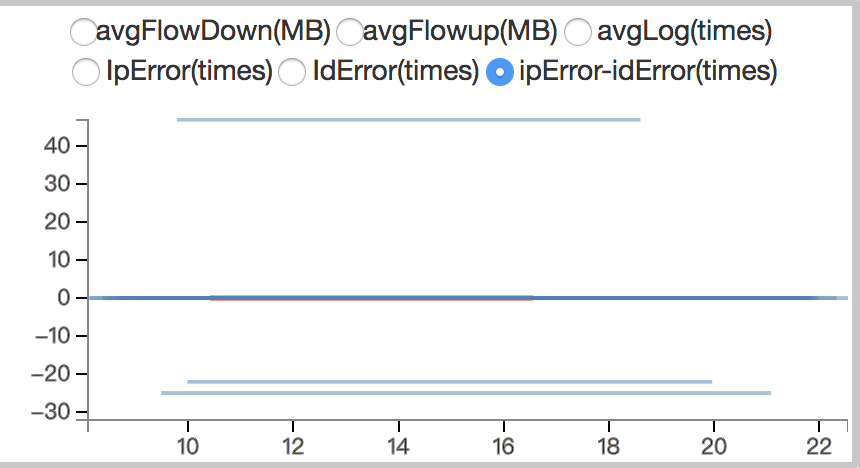 avgFlowDown(MB) avgFlowup(MB) avgLog(times)
IpError(times) IdError(times) ipError-idError(times)
40
30
20
10
0
−10
−20
−30
10 12 14 16 18 20 22